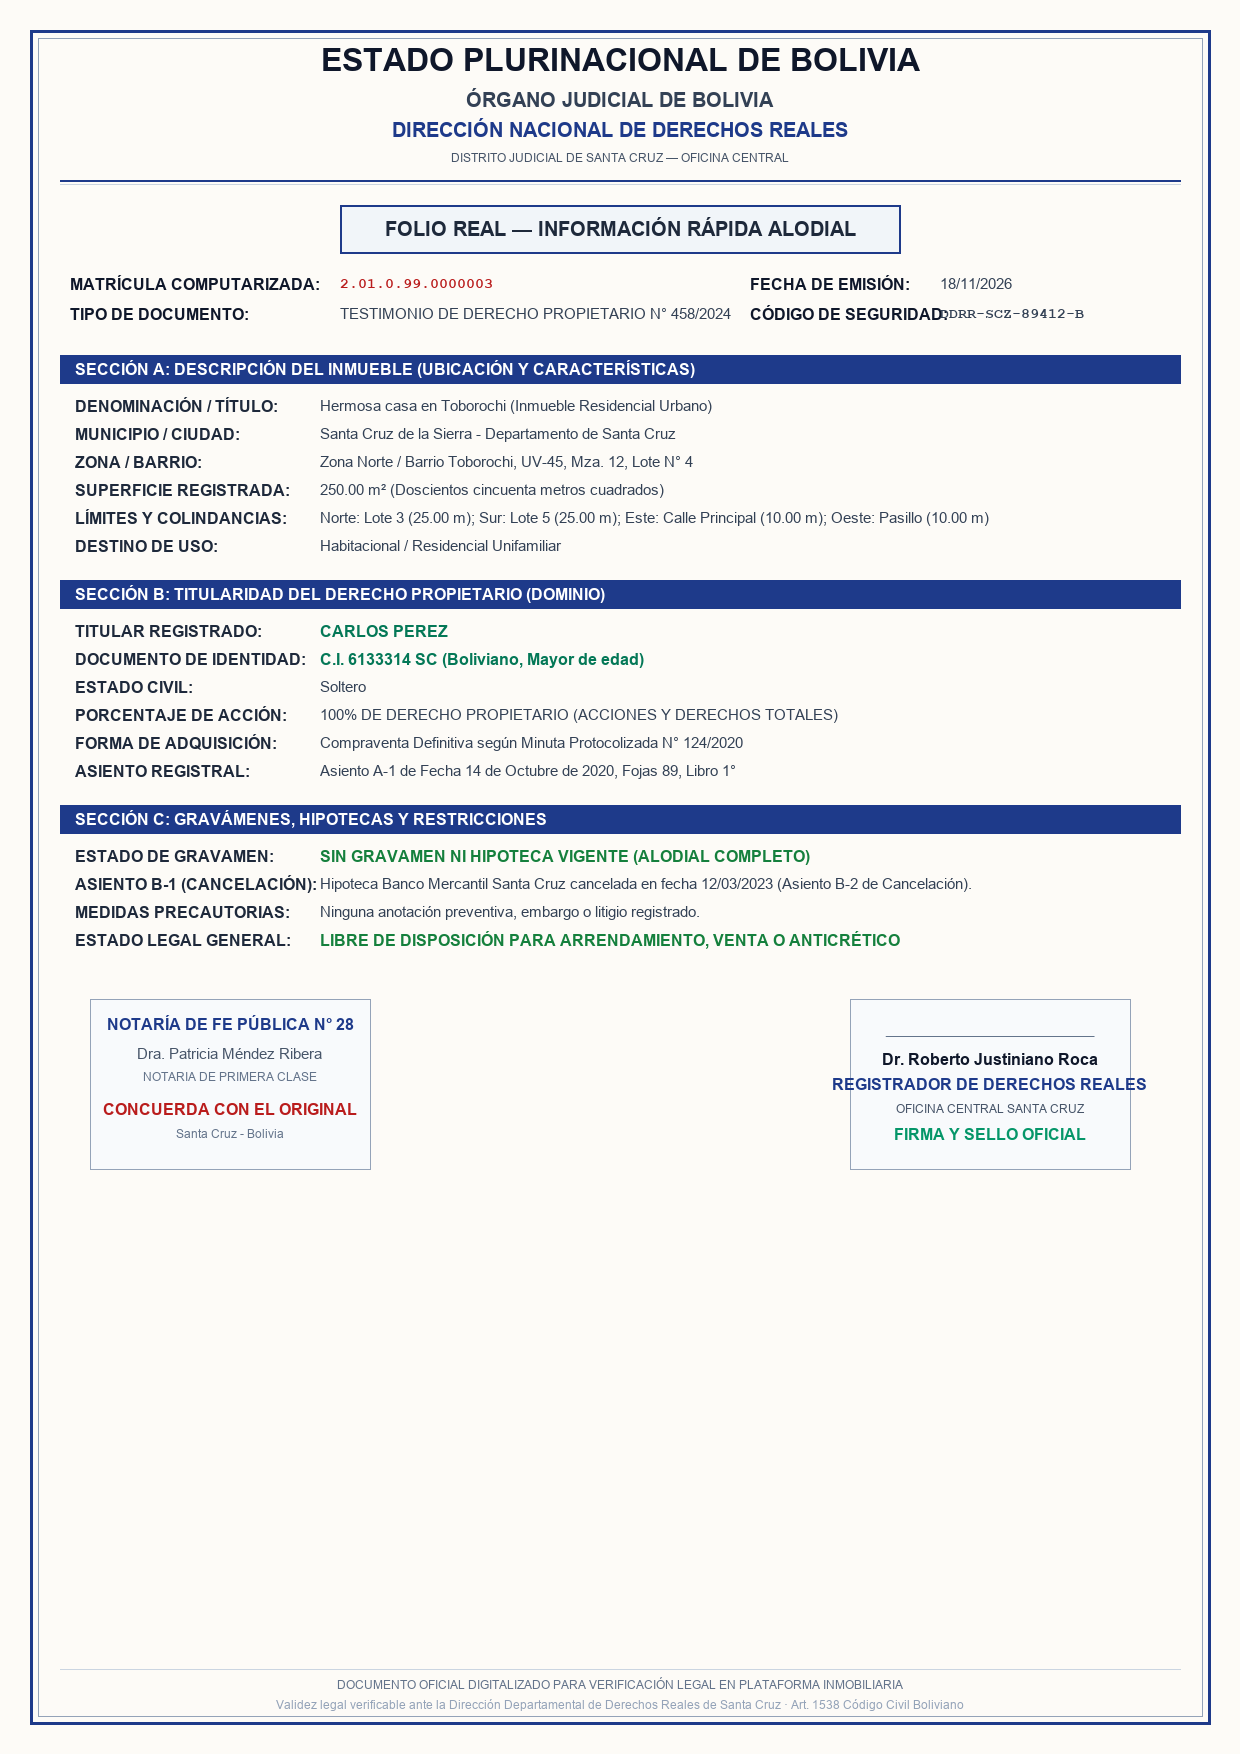 ESTADO PLURINACIONAL DE BOLIVIA
ÓRGANO JUDICIAL DE BOLIVIA
DIRECCIÓN NACIONAL DE DERECHOS REALES
DISTRITO JUDICIAL DE SANTA CRUZ — OFICINA CENTRAL
FOLIO REAL — INFORMACIÓN RÁPIDA ALODIAL
MATRÍCULA COMPUTARIZADA: 2.01.0.99.0000003 FECHA DE EMISIÓN: 18/11/2026
TIPO DE DOCUMENTO: TESTIMONIO DE DERECHO PROPIETARIO N° 458/2024 CÓDIGO DE SEGURIDAD: DDRR-SCZ-89412-B
SECCIÓN A: DESCRIPCIÓN DEL INMUEBLE (UBICACIÓN Y CARACTERÍSTICAS)
DENOMINACIÓN / TÍTULO: Hermosa casa en Toborochi (Inmueble Residencial Urbano)
MUNICIPIO / CIUDAD: Santa Cruz de la Sierra - Departamento de Santa Cruz
ZONA / BARRIO: Zona Norte / Barrio Toborochi, UV-45, Mza. 12, Lote N° 4
SUPERFICIE REGISTRADA: 250.00 m² (Doscientos cincuenta metros cuadrados)
LÍMITES Y COLINDANCIAS: Norte: Lote 3 (25.00 m); Sur: Lote 5 (25.00 m); Este: Calle Principal (10.00 m); Oeste: Pasillo (10.00 m)
DESTINO DE USO: Habitacional / Residencial Unifamiliar
SECCIÓN B: TITULARIDAD DEL DERECHO PROPIETARIO (DOMINIO)
TITULAR REGISTRADO: CARLOS PEREZ
DOCUMENTO DE IDENTIDAD: C.I. 6133314 SC (Boliviano, Mayor de edad)
ESTADO CIVIL: Soltero
PORCENTAJE DE ACCIÓN: 100% DE DERECHO PROPIETARIO (ACCIONES Y DERECHOS TOTALES)
FORMA DE ADQUISICIÓN: Compraventa Definitiva según Minuta Protocolizada N° 124/2020
ASIENTO REGISTRAL: Asiento A-1 de Fecha 14 de Octubre de 2020, Fojas 89, Libro 1°
SECCIÓN C: GRAVÁMENES, HIPOTECAS Y RESTRICCIONES
ESTADO DE GRAVAMEN: SIN GRAVAMEN NI HIPOTECA VIGENTE (ALODIAL COMPLETO)
ASIENTO B-1 (CANCELACIÓN): Hipoteca Banco Mercantil Santa Cruz cancelada en fecha 12/03/2023 (Asiento B-2 de Cancelación).
MEDIDAS PRECAUTORIAS: Ninguna anotación preventiva, embargo o litigio registrado.
ESTADO LEGAL GENERAL: LIBRE DE DISPOSICIÓN PARA ARRENDAMIENTO, VENTA O ANTICRÉTICO
NOTARÍA DE FE PÚBLICA N° 28
Dra. Patricia Méndez Ribera
NOTARIA DE PRIMERA CLASE
CONCUERDA CON EL ORIGINAL
Santa Cruz - Bolivia
Dr. Roberto Justiniano Roca
REGISTRADOR DE DERECHOS REALES
OFICINA CENTRAL SANTA CRUZ
FIRMA Y SELLO OFICIAL
DOCUMENTO OFICIAL DIGITALIZADO PARA VERIFICACIÓN LEGAL EN PLATAFORMA INMOBILIARIA
Validez legal verificable ante la Dirección Departamental de Derechos Reales de Santa Cruz · Art. 1538 Código Civil Boliviano